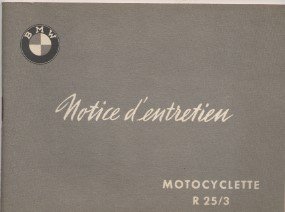 BMW
Notice d'entretien
MOTOCYCLETTE
R 25/3